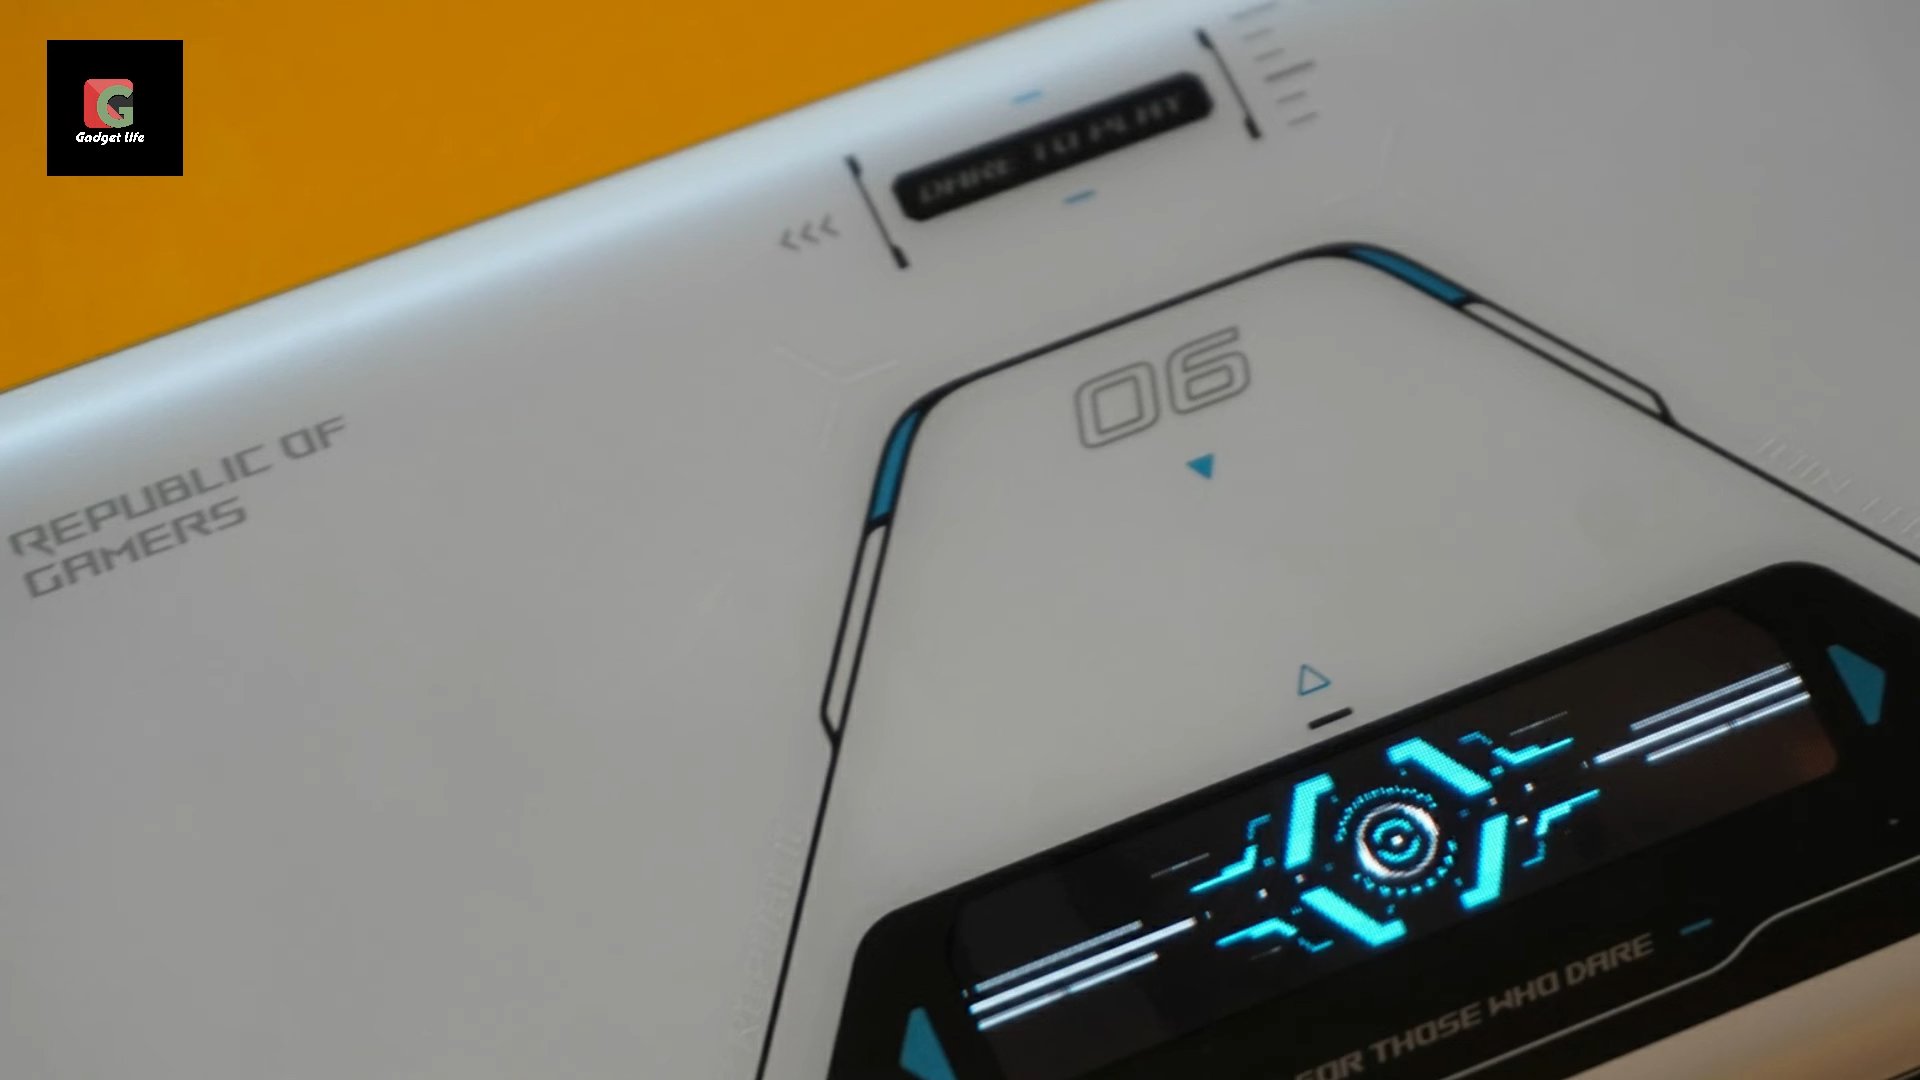 Gadget life
DARE TO PLAY
06
REPUBLIC OF
GAMERS
FOR THOSE WHO DARE